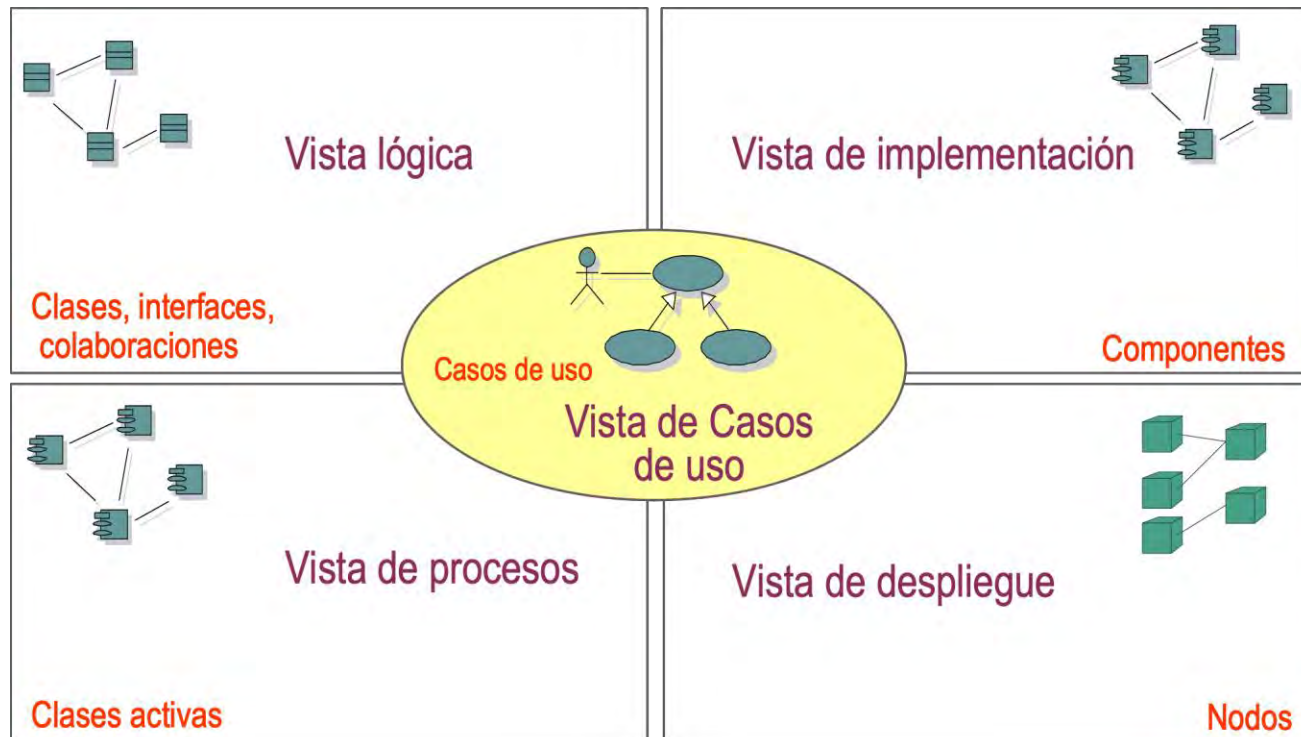 Vista lógica
Clases, interfaces,
colaboraciones
Vista de implementación
Componentes
Casos de uso
Vista de Casos
de uso
Vista de procesos
Clases activas
Vista de despliegue
Nodos